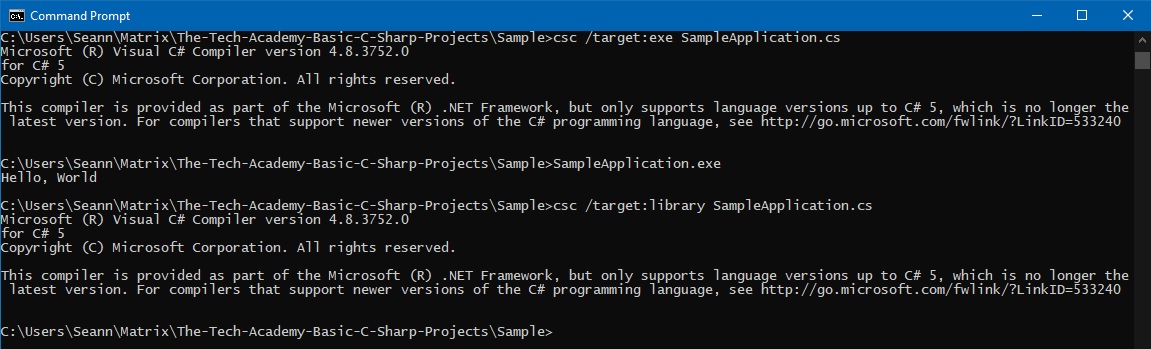 Command Prompt
C:\Users\Seann\Matrix\The-Tech-Academy-Basic-C-Sharp-Projects\Sample>csc /target:exe SampleApplication.cs
Microsoft (R) Visual C# Compiler version 4.8.3752.0
for C# 5
Copyright (C) Microsoft Corporation. All rights reserved.
This compiler is provided as part of the Microsoft (R) .NET Framework, but only supports language versions up to C# 5, which is no longer the
latest version. For compilers that support newer versions of the C# programming language, see http://go.microsoft.com/fwlink/?LinkID=533240
C:\Users\Seann\Matrix\The-Tech-Academy-Basic-C-Sharp-Projects\Sample>SampleApplication.exe
Hello, World
C:\Users\Seann\Matrix\The-Tech-Academy-Basic-C-Sharp-Projects\Sample>csc /target:library SampleApplication.cs
Microsoft (R) Visual C# Compiler version 4.8.3752.0
for C# 5
Copyright (C) Microsoft Corporation. All rights reserved.
This compiler is provided as part of the Microsoft (R) .NET Framework, but only supports language versions up to C# 5, which is no longer the
latest version. For compilers that support newer versions of the C# programming language, see http://go.microsoft.com/fwlink/?LinkID=533240
C:\Users\Seann\Matrix\The-Tech-Academy-Basic-C-Sharp-Projects\Sample>